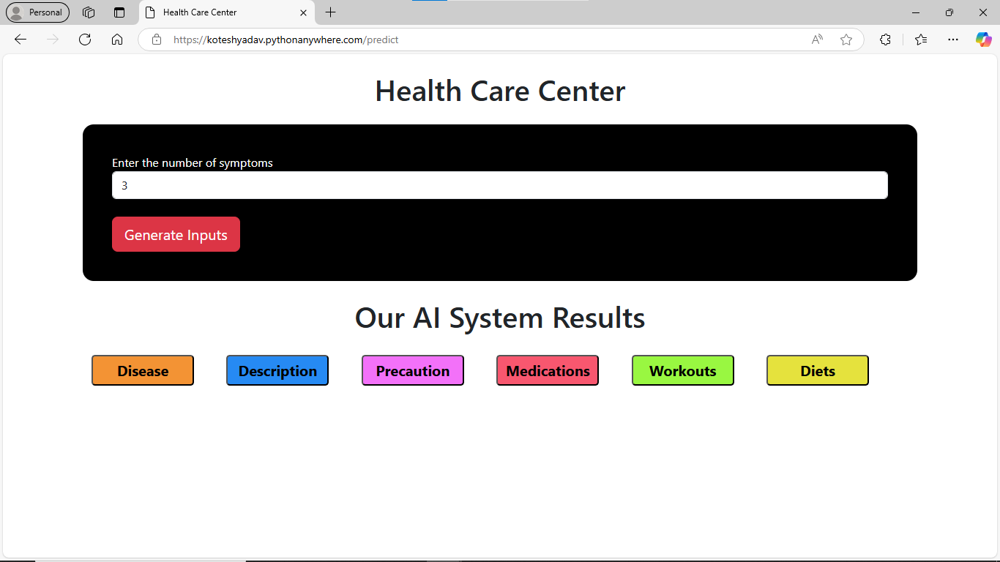 Personal
Health Care Center
https://koteshyadav.pythonanywhere.com/predict
Health Care Center
Enter the number of symptoms
3
Generate Inputs
Our AI System Results
Disease Description Precaution Medications Workouts Diets